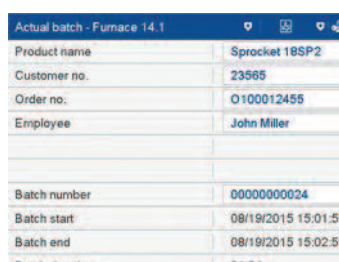 Actual batch - Furnace 14.1
Product name Sprocket 18SP2
Customer no. 23565
Order no. O100012455
Employee John Miller
Batch number 00000000024
Batch start 08/19/2015 15:01:5
Batch end 08/19/2015 15:02:5